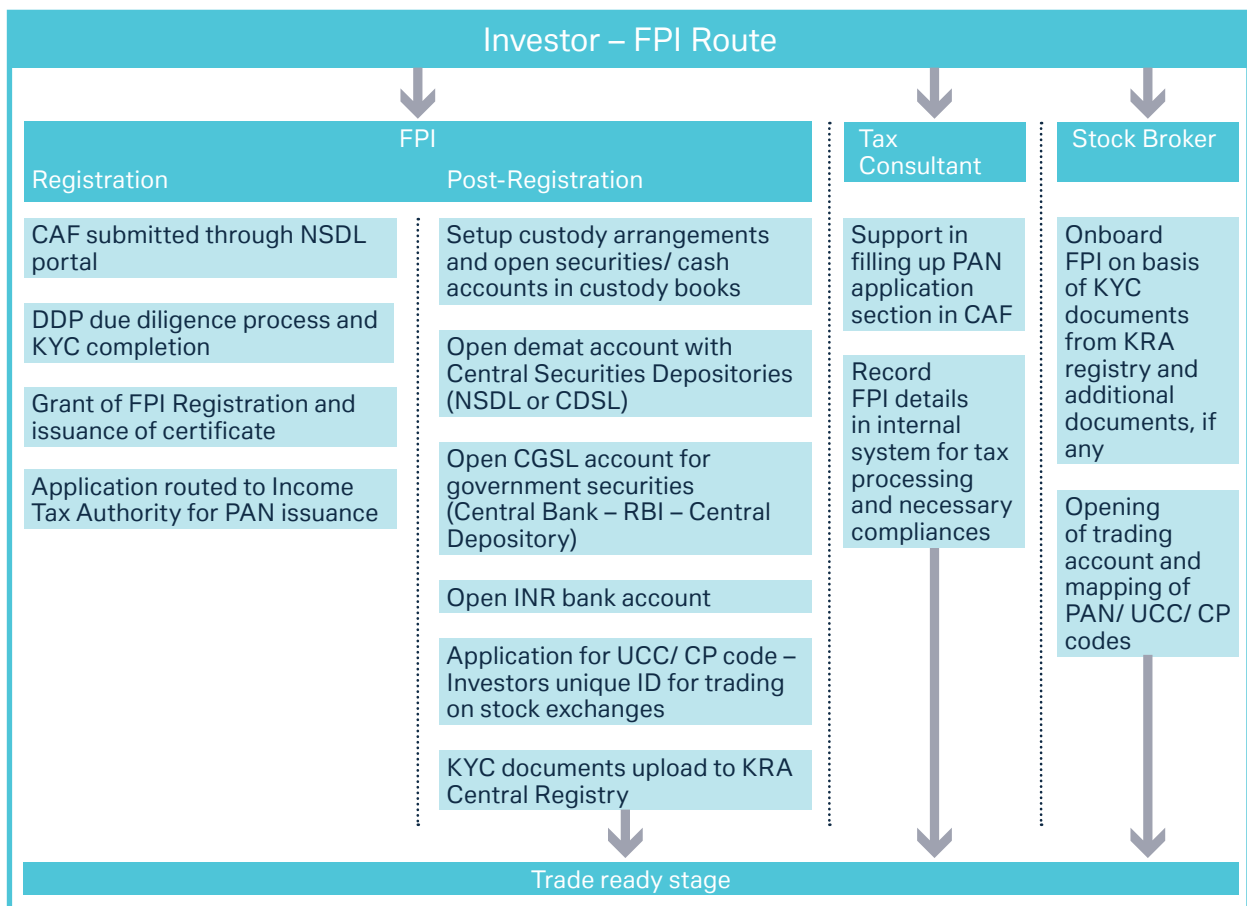 Investor – FPI Route
FPI
Registration
Post-Registration
CAF submitted through NSDL
portal
DDP due diligence process and
KYC completion
Grant of FPI Registration and
issuance of certificate
Application routed to Income
Tax Authority for PAN issuance
Setup custody arrangements
and open securities/ cash
accounts in custody books
Open demat account with
Central Securities Depositories
(NSDL or CDSL)
Open CGSL account for
government securities
(Central Bank – RBI – Central
Depository)
Open INR bank account
Application for UCC/ CP code –
Investors unique ID for trading
on stock exchanges
KYC documents upload to KRA
Central Registry
Tax
Consultant
Support in
filling up PAN
application
section in CAF
Record
FPI details
in internal
system for tax
processing
and necessary
compliances
Stock Broker
Onboard
FPI on basis
of KYC
documents
from KRA
registry and
additional
documents, if
any
Opening
of trading
account and
mapping of
PAN/ UCC/ CP
codes
Trade ready stage